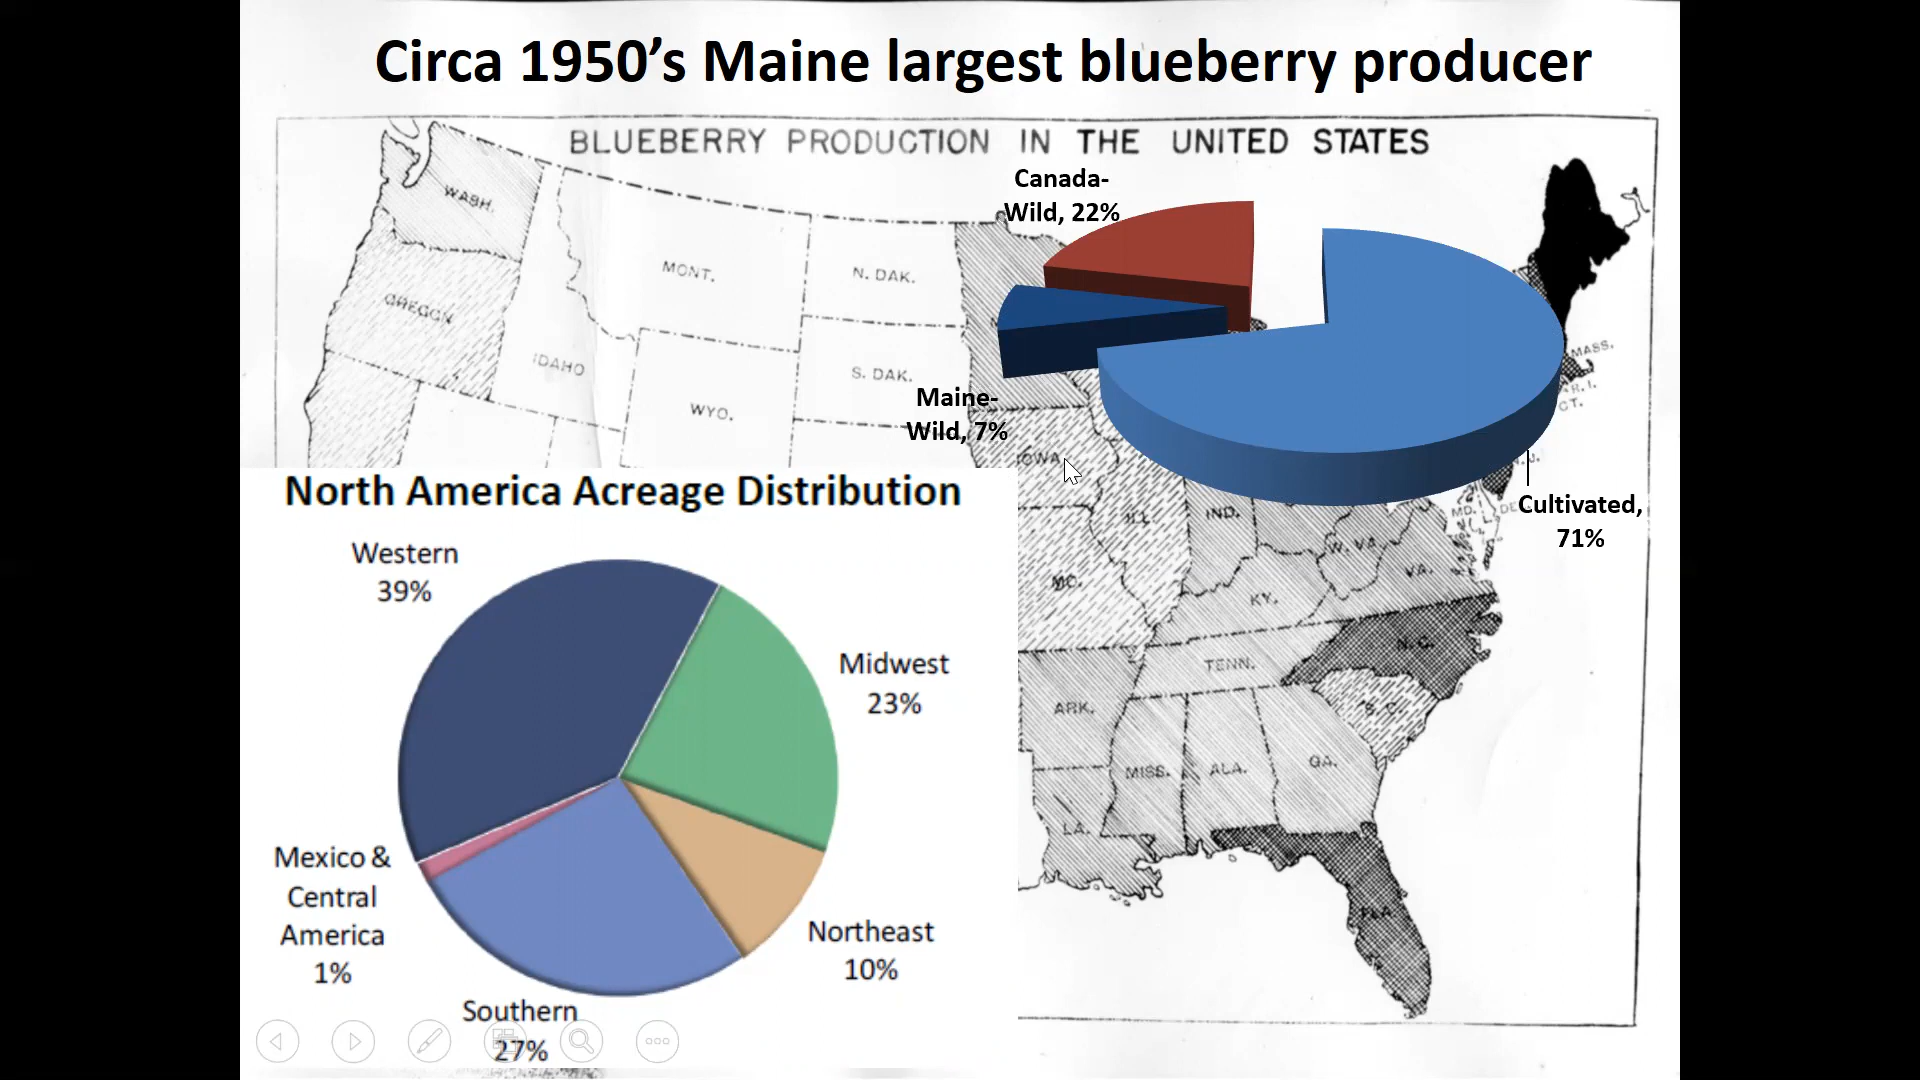 Circa 1950’s Maine largest blueberry producer
BLUEBERRY PRODUCTION IN THE UNITED STATES
Canada-
Wild, 22%
WASH.
MONT.
N. DAK.
OREGON
IDAHO
S. DAK.
WYO.
MASS.
R.I.
CT.
Maine-
Wild, 7%
IOWA
N.J.
Cultivated,
71%
MD.
DE
ILL.
IND.
W. VA.
VA.
MO.
KY.
N.C.
TENN.
S.C.
ARK.
MISS.
ALA.
GA.
LA.
FLA.
North America Acreage Distribution
Western
39%
Midwest
23%
Mexico &
Central
America
1%
Northeast
10%
Southern
27%